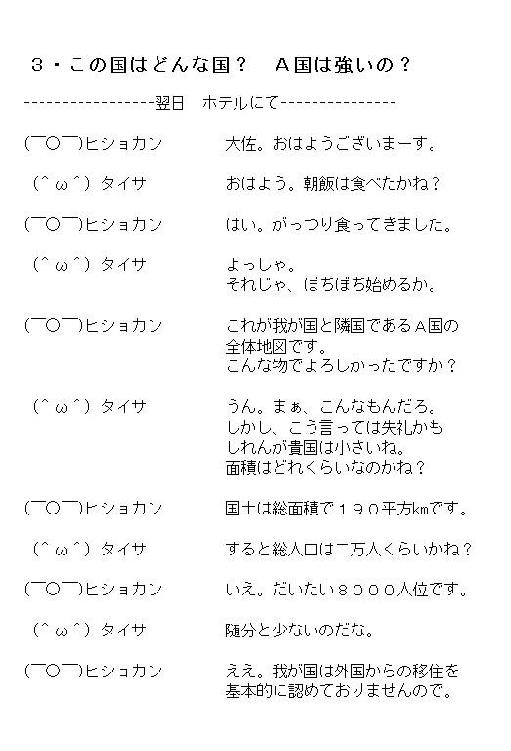 ３・この国はどんな国？　Ａ国は強いの？
-----------------翌日　ホテルにて---------------
(￣○￣)ヒショカン　大佐。おはようございまーす。
（＾ω＾）タイサ　おはよう。朝飯は食べたかね？
(￣○￣)ヒショカン　はい。がっつり食ってきました。
（＾ω＾）タイサ　よっしゃ。
それじゃ、ぼちぼち始めるか。
(￣○￣)ヒショカン　これが我が国と隣国であるＡ国の
全体地図です。
こんな物でよろしかったですか？
（＾ω＾）タイサ　うん。まぁ、こんなもんだろ。
しかし、こう言っては失礼かも
しれんが貴国は小さいね。
面積はどれくらいなのかね？
(￣○￣)ヒショカン　国土は総面積で１９０平方kmです。
（＾ω＾）タイサ　すると総人口は二万人くらいかね？
(￣○￣)ヒショカン　いえ。だいたい８０００人位です。
（＾ω＾）タイサ　随分と少ないのだな。
(￣○￣)ヒショカン　ええ。我が国は外国からの移住を
基本的に認めておりませんので。